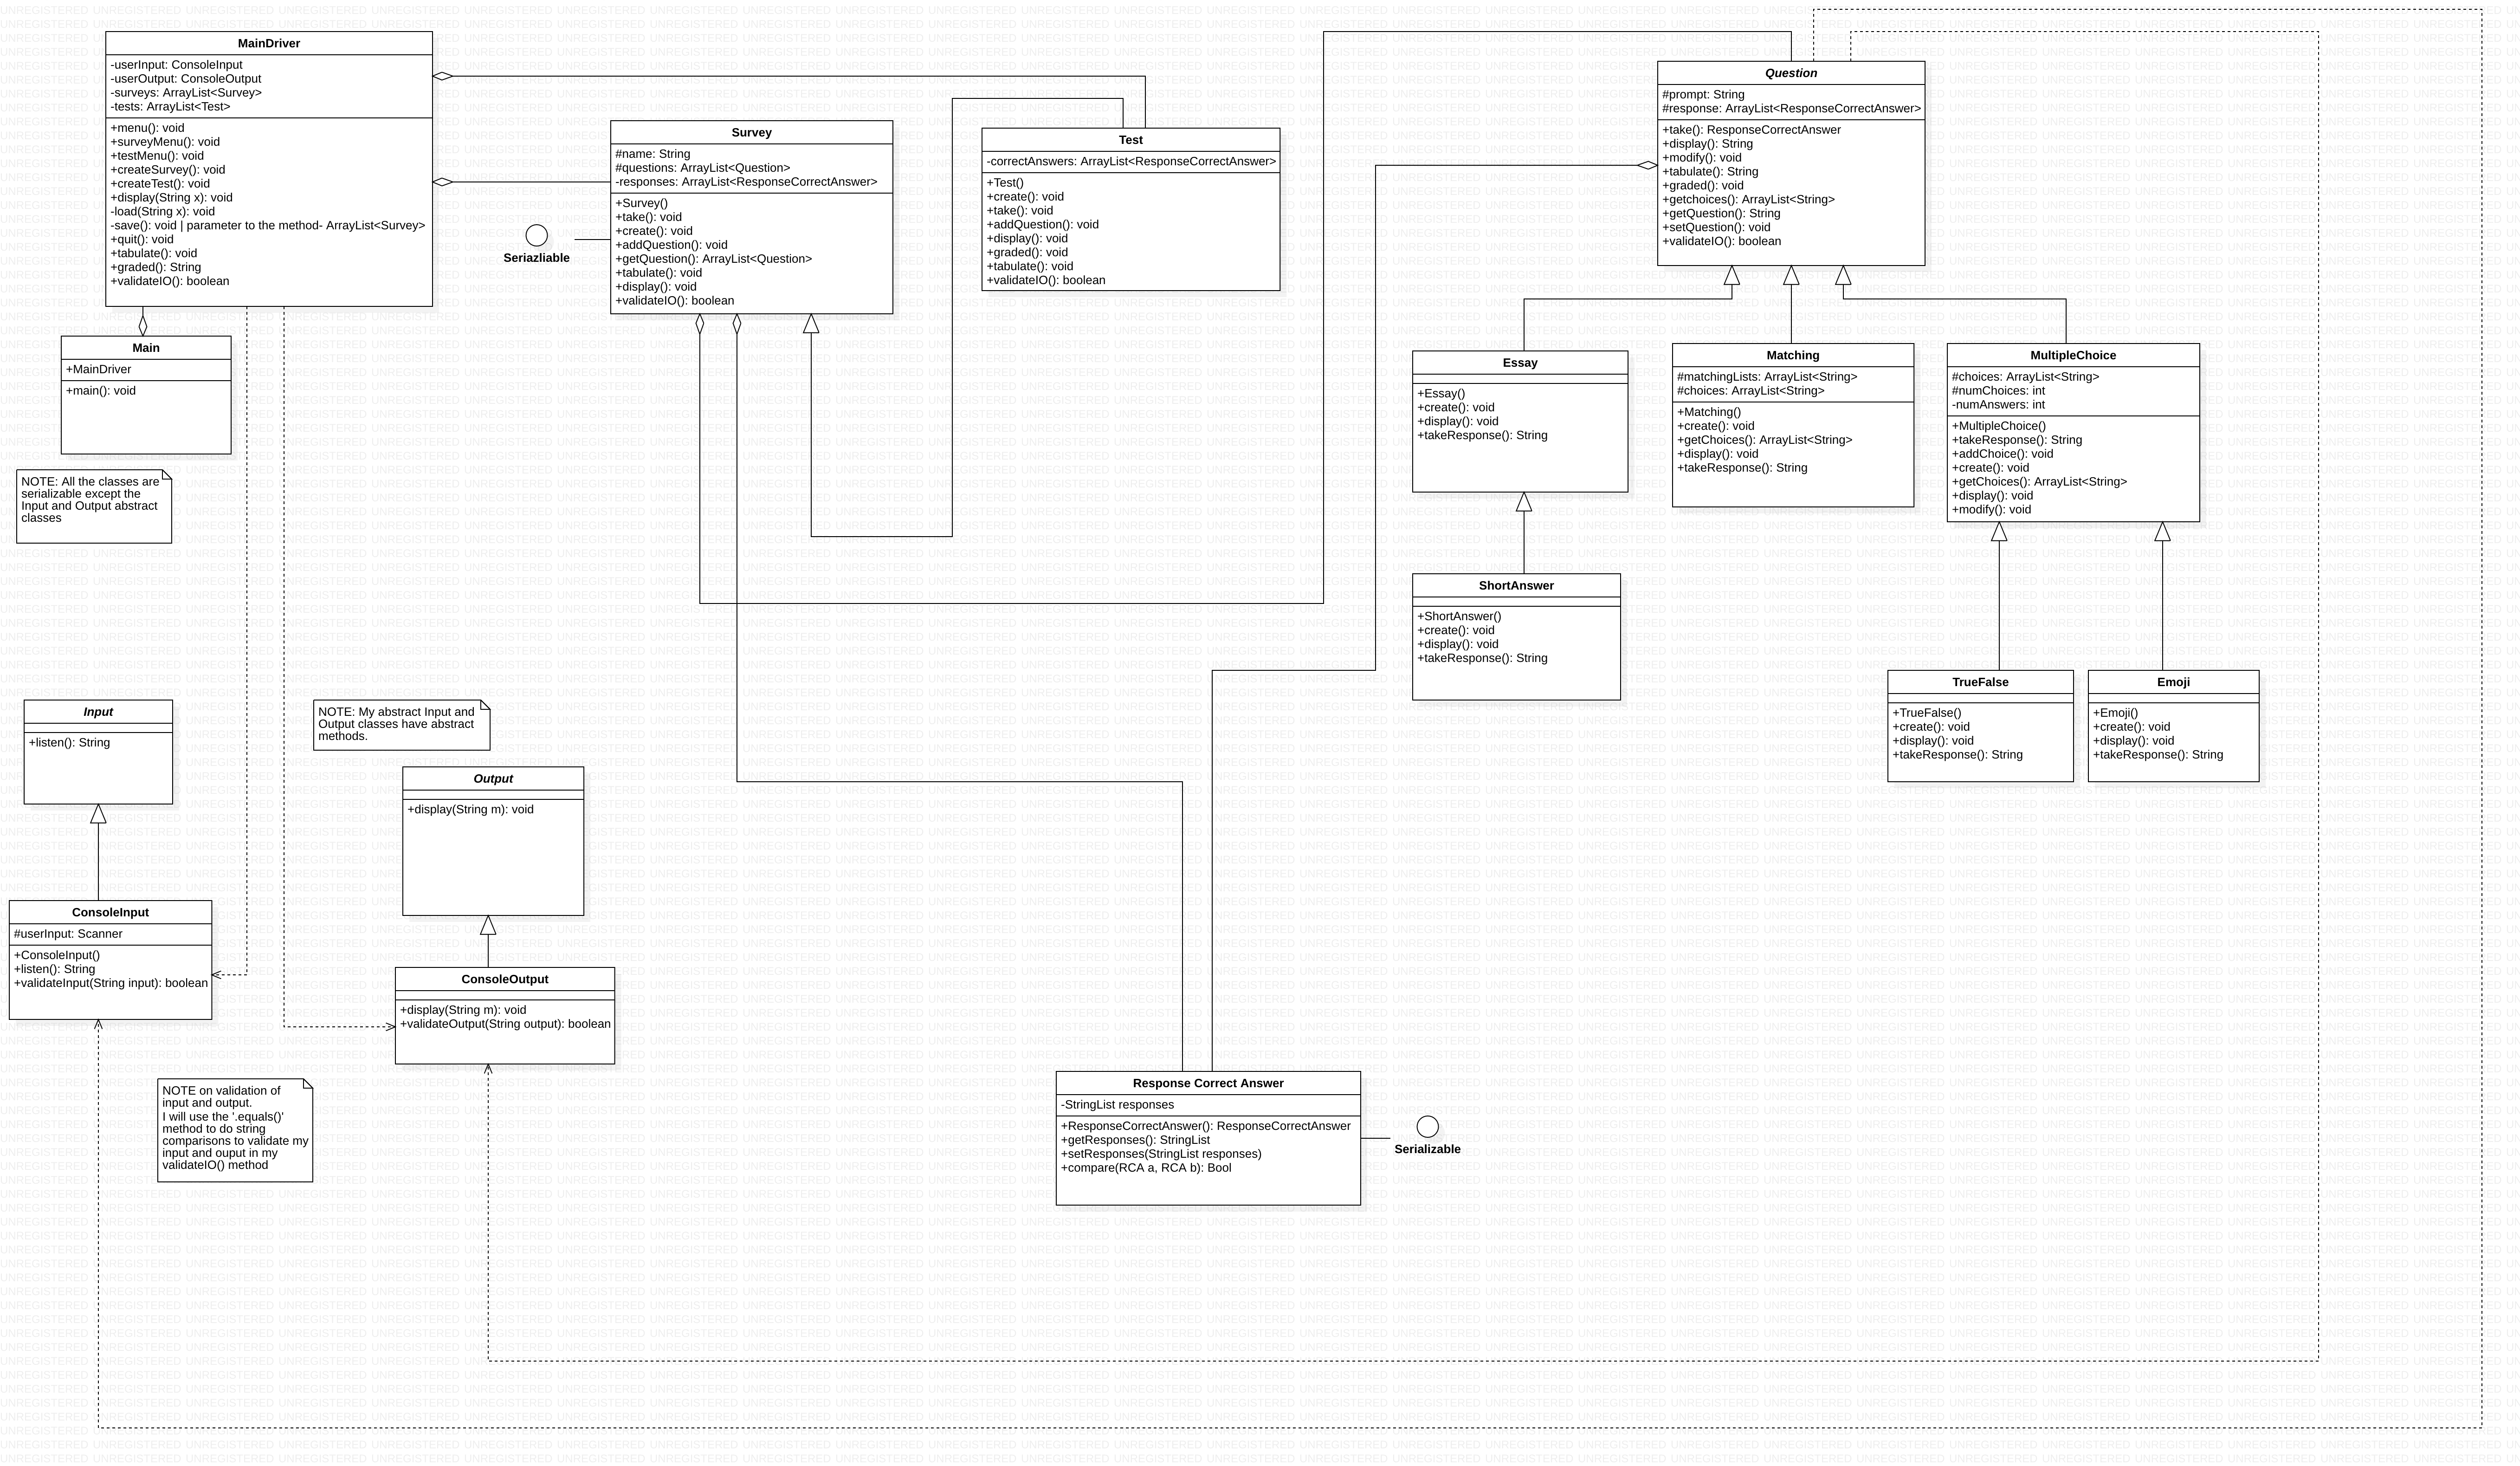 MainDriver
-userInput: ConsoleInput
-userOutput: ConsoleOutput
-surveys: ArrayList<Survey>
-tests: ArrayList<Test>
+menu(): void
+surveyMenu(): void
+testMenu(): void
+createSurvey(): void
+createTest(): void
+display(String x): void
-load(String x): void
-save(): void | parameter to the method- ArrayList<Survey>
+quit(): void
+tabulate(): void
+graded(): String
+validateIO(): boolean
Survey
#name: String
#questions: ArrayList<Question>
-responses: ArrayList<ResponseCorrectAnswer>
+Survey()
+take(): void
+create(): void
+addQuestion(): void
+getQuestion(): ArrayList<Question>
+tabulate(): void
+display(): void
+validateIO(): boolean
Seriazliable
Test
-correctAnswers: ArrayList<ResponseCorrectAnswer>
+Test()
+create(): void
+take(): void
+addQuestion(): void
+display(): void
+graded(): void
+tabulate(): void
+validateIO(): boolean
Question
#prompt: String
#response: ArrayList<ResponseCorrectAnswer>
+take(): ResponseCorrectAnswer
+display(): String
+modify(): void
+tabulate(): String
+graded(): void
+getchoices(): ArrayList<String>
+getQuestion(): String
+setQuestion(): void
+validateIO(): boolean
Main
+MainDriver
+main(): void
NOTE: All the classes are
serializable except the
Input and Output abstract
classes
Essay
+Essay()
+create(): void
+display(): void
+takeResponse(): String
Matching
#matchingLists: ArrayList<String>
#choices: ArrayList<String>
+Matching()
+create(): void
+getChoices(): ArrayList<String>
+display(): void
+takeResponse(): String
MultipleChoice
#choices: ArrayList<String>
#numChoices: int
-numAnswers: int
+MultipleChoice()
+takeResponse(): String
+addChoice(): void
+create(): void
+getChoices(): ArrayList<String>
+display(): void
+modify(): void
ShortAnswer
+ShortAnswer()
+create(): void
+display(): void
+takeResponse(): String
TrueFalse
+TrueFalse()
+create(): void
+display(): void
+takeResponse(): String
Emoji
+Emoji()
+create(): void
+display(): void
+takeResponse(): String
Input
+listen(): String
NOTE: My abstract Input and
Output classes have abstract
methods.
Output
+display(String m): void
ConsoleInput
#userInput: Scanner
+ConsoleInput()
+listen(): String
+validateInput(String input): boolean
ConsoleOutput
+display(String m): void
+validateOutput(String output): boolean
NOTE on validation of
input and output.
I will use the '.equals()'
method to do string
comparisons to validate my
input and ouput in my
validateIO() method
Response Correct Answer
-StringList responses
+ResponseCorrectAnswer(): ResponseCorrectAnswer
+getResponses(): StringList
+setResponses(StringList responses)
+compare(RCA a, RCA b): Bool
Serializable
UNREGISTERED